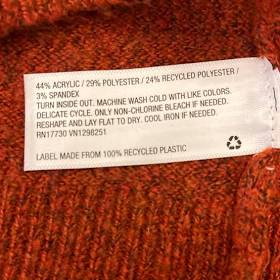 44% ACRYLIC / 29% POLYESTER / 24% RECYCLED POLYESTER /
3% SPANDEX
TURN INSIDE OUT. MACHINE WASH COLD WITH LIKE COLORS.
DELICATE CYCLE. ONLY NON-CHLORINE BLEACH IF NEEDED.
RESHAPE AND LAY FLAT TO DRY. COOL IRON IF NEEDED.
RN17730 VN1298251
LABEL MADE FROM 100% RECYCLED PLASTIC